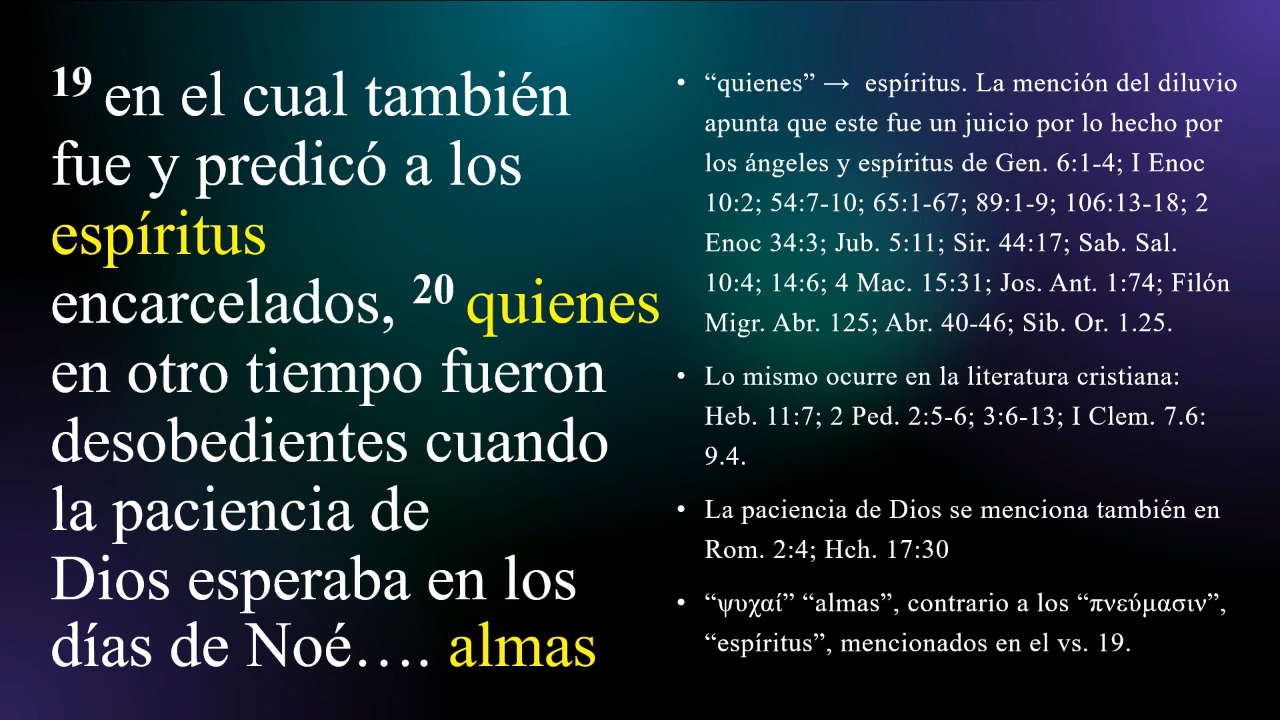 19 en el cual también
fue y predicó a los
espíritus
encarcelados, 20 quienes
en otro tiempo fueron
desobedientes cuando
la paciencia de
Dios esperaba en los
días de Noé…. almas
• “quienes” → espíritus. La mención del diluvio
apunta que este fue un juicio por lo hecho por
los ángeles y espíritus de Gen. 6:1-4; I Enoc
10:2; 54:7-10; 65:1-67; 89:1-9; 106:13-18; 2
Enoc 34:3; Jub. 5:11; Sir. 44:17; Sab. Sal.
10:4; 14:6; 4 Mac. 15:31; Jos. Ant. 1:74; Filón
Migr. Abr. 125; Abr. 40-46; Sib. Or. 1.25.
• Lo mismo ocurre en la literatura cristiana:
Heb. 11:7; 2 Ped. 2:5-6; 3:6-13; I Clem. 7.6:
9.4.
• La paciencia de Dios se menciona también en
Rom. 2:4; Hch. 17:30
• “ψυχαί” “almas”, contrario a los “πνεύμασιν”,
“espíritus”, mencionados en el vs. 19.